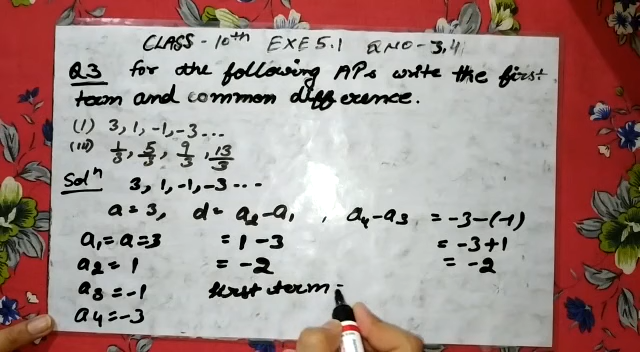 CLASS - 10th EXE 5.1 QNO - 3,4
Q3 for the following APs write the first
term and common difference.
(i) 3, 1, -1, -3 ...
(iii) 1/3, 5/3, 9/3, 13/3
Solⁿ 3, 1, -1, -3 ...
a = 3, d = a₂-a₁ , a₄-a₃ = -3-(-1)
a₁ = a = 3 = 1 - 3 = -3+1
a₂ = 1 = -2 = -2
a₃ = -1 first term =
a₄ = -3